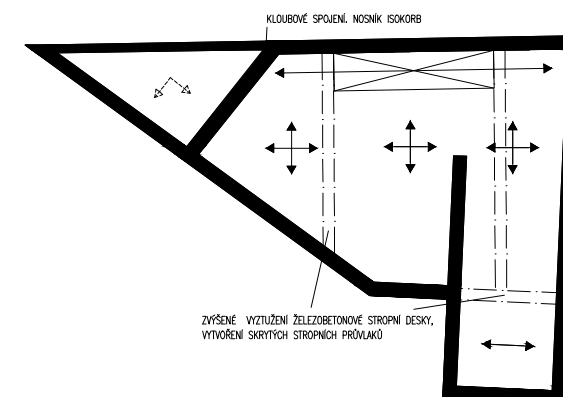 KLOUBOVÉ SPOJENÍ. NOSNÍK ISOKORB
ZVÝŠENÉ VYZTUŽENÍ ŽELEZOBETONOVÉ STROPNÍ DESKY,
VYTVOŘENÍ SKRYTÝCH STROPNÍCH PRŮVLAKŮ